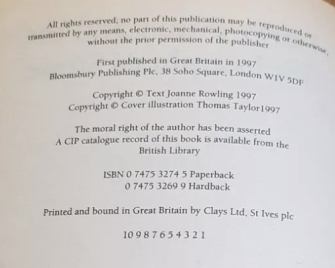 All rights reserved; no part of this publication may be reproduced or
transmitted by any means, electronic, mechanical, photocopying or otherwise,
without the prior permission of the publisher
First published in Great Britain in 1997
Bloomsbury Publishing Plc, 38 Soho Square, London W1V 5DF
Copyright © Text Joanne Rowling 1997
Copyright © Cover illustration Thomas Taylor1997
The moral right of the author has been asserted
A CIP catalogue record of this book is available from the
British Library
ISBN 0 7475 3274 5 Paperback
0 7475 3269 9 Hardback
Printed and bound in Great Britain by Clays Ltd, St Ives plc
10 9 8 7 6 5 4 3 2 1